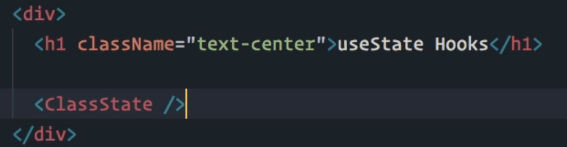 <div>
<h1 className="text-center">useState Hooks</h1>
<ClassState />
</div>